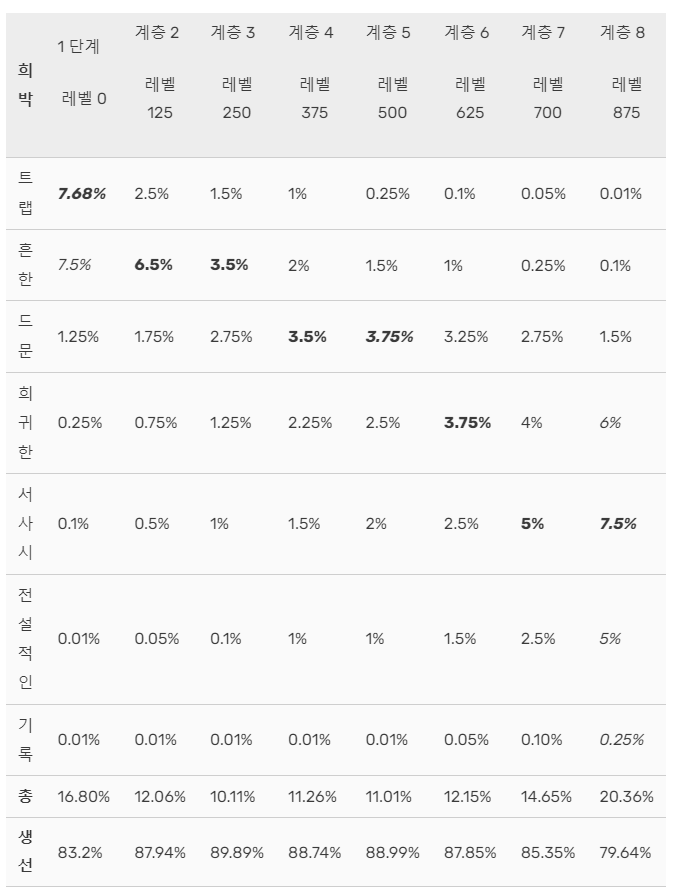 희박 1 단계 레벨 0 계층 2 레벨 125 계층 3 레벨 250 계층 4 레벨 375 계층 5 레벨 500 계층 6 레벨 625 계층 7 레벨 700 계층 8 레벨 875
트랩 7.68% 2.5% 1.5% 1% 0.25% 0.1% 0.05% 0.01%
흔한 7.5% 6.5% 3.5% 2% 1.5% 1% 0.25% 0.1%
드문 1.25% 1.75% 2.75% 3.5% 3.75% 3.25% 2.75% 1.5%
희귀한 0.25% 0.75% 1.25% 2.25% 2.5% 3.75% 4% 6%
서사시 0.1% 0.5% 1% 1.5% 2% 2.5% 5% 7.5%
전설적인 0.01% 0.05% 0.1% 1% 1% 1.5% 2.5% 5%
기록 0.01% 0.01% 0.01% 0.01% 0.01% 0.05% 0.10% 0.25%
총 16.80% 12.06% 10.11% 11.26% 11.01% 12.15% 14.65% 20.36%
생선 83.2% 87.94% 89.89% 88.74% 88.99% 87.85% 85.35% 79.64%